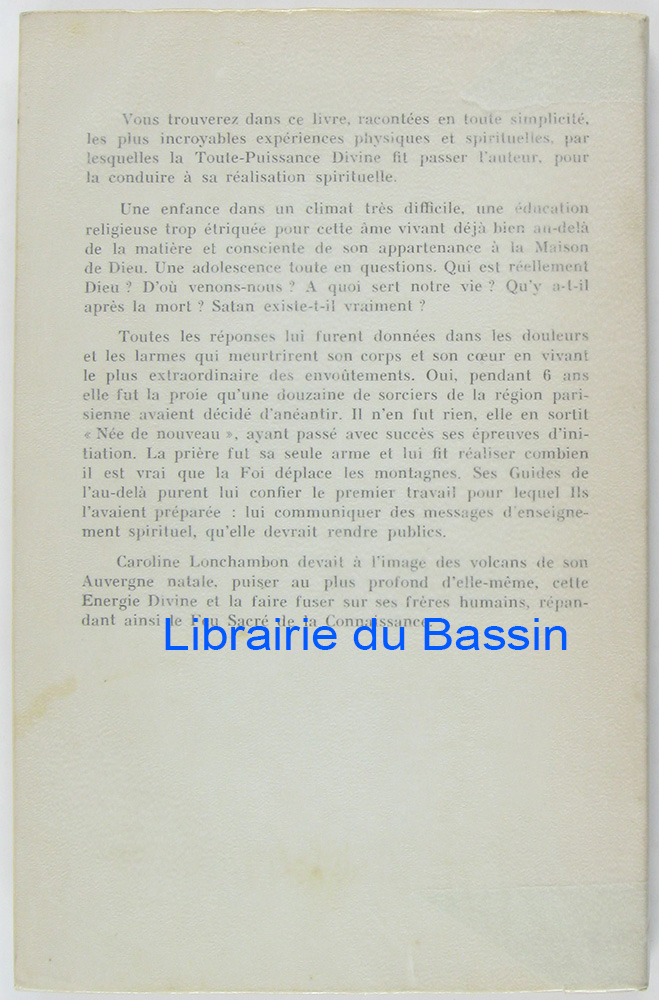 Vous trouverez dans ce livre, racontées en toute simplicité,
les plus incroyables expériences physiques et spirituelles, par
lesquelles la Toute-Puissance Divine fit passer l'auteur, pour
la conduire à sa réalisation spirituelle.
Une enfance dans un climat très difficile, une éducation
religieuse trop étriquée pour cette âme vivant déjà bien au-delà
de la matière et consciente de son appartenance à la Maison
de Dieu. Une adolescence toute en questions. Qui est réellement
Dieu ? D'où venons-nous ? A quoi sert notre vie ? Qu'y a-t-il
après la mort ? Satan existe-t-il vraiment ?
Toutes les réponses lui furent données dans les douleurs
et les larmes qui meurtrirent son corps et son cœur en vivant
le plus extraordinaire des envoûtements. Oui, pendant 6 ans
elle fut la proie qu'une douzaine de sorciers de la région pari-
sienne avaient décidé d'anéantir. Il n'en fut rien, elle en sortit
« Née de nouveau », ayant passé avec succès ses épreuves d'ini-
tiation. La prière fut sa seule arme et lui fit réaliser combien
il est vrai que la Foi déplace les montagnes. Ses Guides de
l'au-delà purent lui confier le premier travail pour lequel Ils
l'avaient préparée : lui communiquer des messages d'enseigne-
ment spirituel, qu'elle devrait rendre publics.
Caroline Lonchambon devait à l'image des volcans de son
Auvergne natale, puiser au plus profond d'elle-même, cette
Energie Divine et la faire fuser sur ses frères humains, répan-
dant ainsi le Feu Sacré de la Connaissance.
Librairie du Bassin